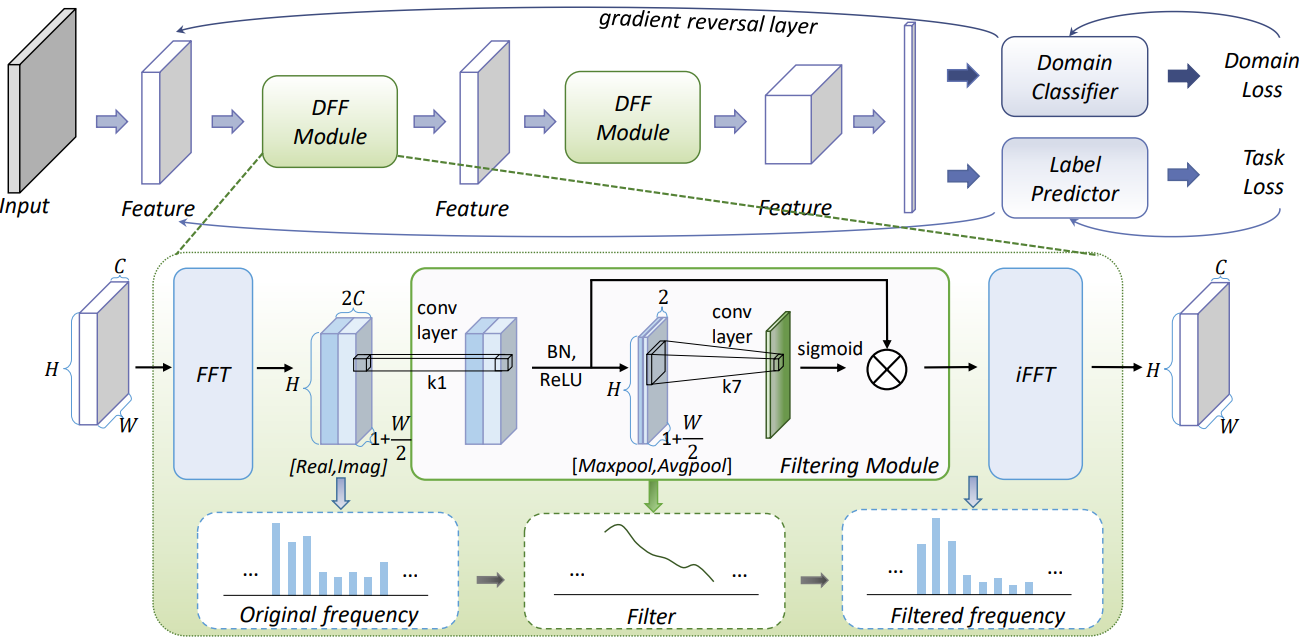 gradient reversal layer
Input
Feature
DFF
Module
Feature
DFF
Module
Feature
Domain
Classifier
Domain
Loss
Label
Predictor
Task
Loss
C
H
W
FFT
2C
H
1+W/2
[Real,Imag]
conv
layer
k1
BN,
ReLU
2
H
1+W/2
[Maxpool,Avgpool]
conv
layer
k7
sigmoid
Filtering Module
iFFT
C
H
W
... ...
Original frequency
... ...
Filter
... ...
Filtered frequency